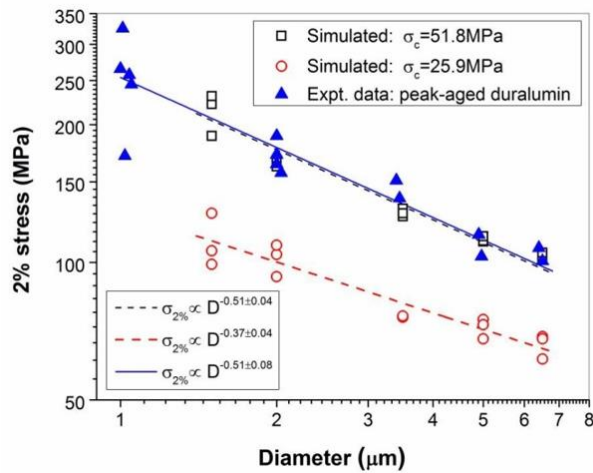 350
300
250
200
150
100
50
2% stress (MPa)
Simulated: σc=51.8MPa
Simulated: σc=25.9MPa
Expt. data: peak-aged duralumin
σ2% ∝ D-0.51±0.04
σ2% ∝ D-0.37±0.04
σ2% ∝ D-0.51±0.08
1 2 3 4 5 6 7 8
Diameter (μm)